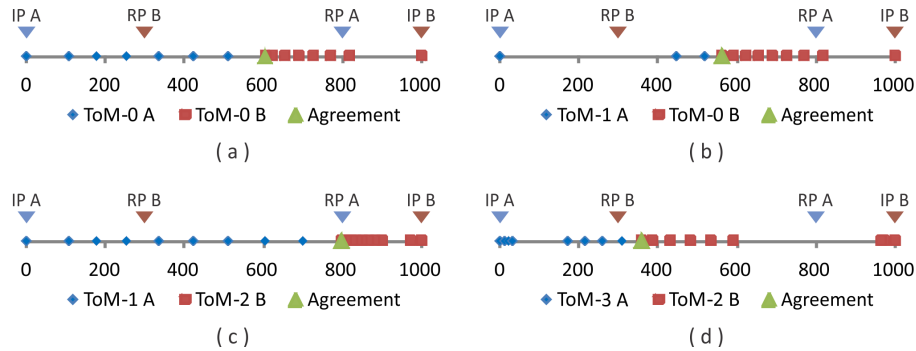 IP A RP B RP A IP B
0 200 400 600 800 1000
ToM-0 A ToM-0 B Agreement
( a )
IP A RP B RP A IP B
0 200 400 600 800 1000
ToM-1 A ToM-0 B Agreement
( b )
IP A RP B RP A IP B
0 200 400 600 800 1000
ToM-1 A ToM-2 B Agreement
( c )
IP A RP B RP A IP B
0 200 400 600 800 1000
ToM-3 A ToM-2 B Agreement
( d )